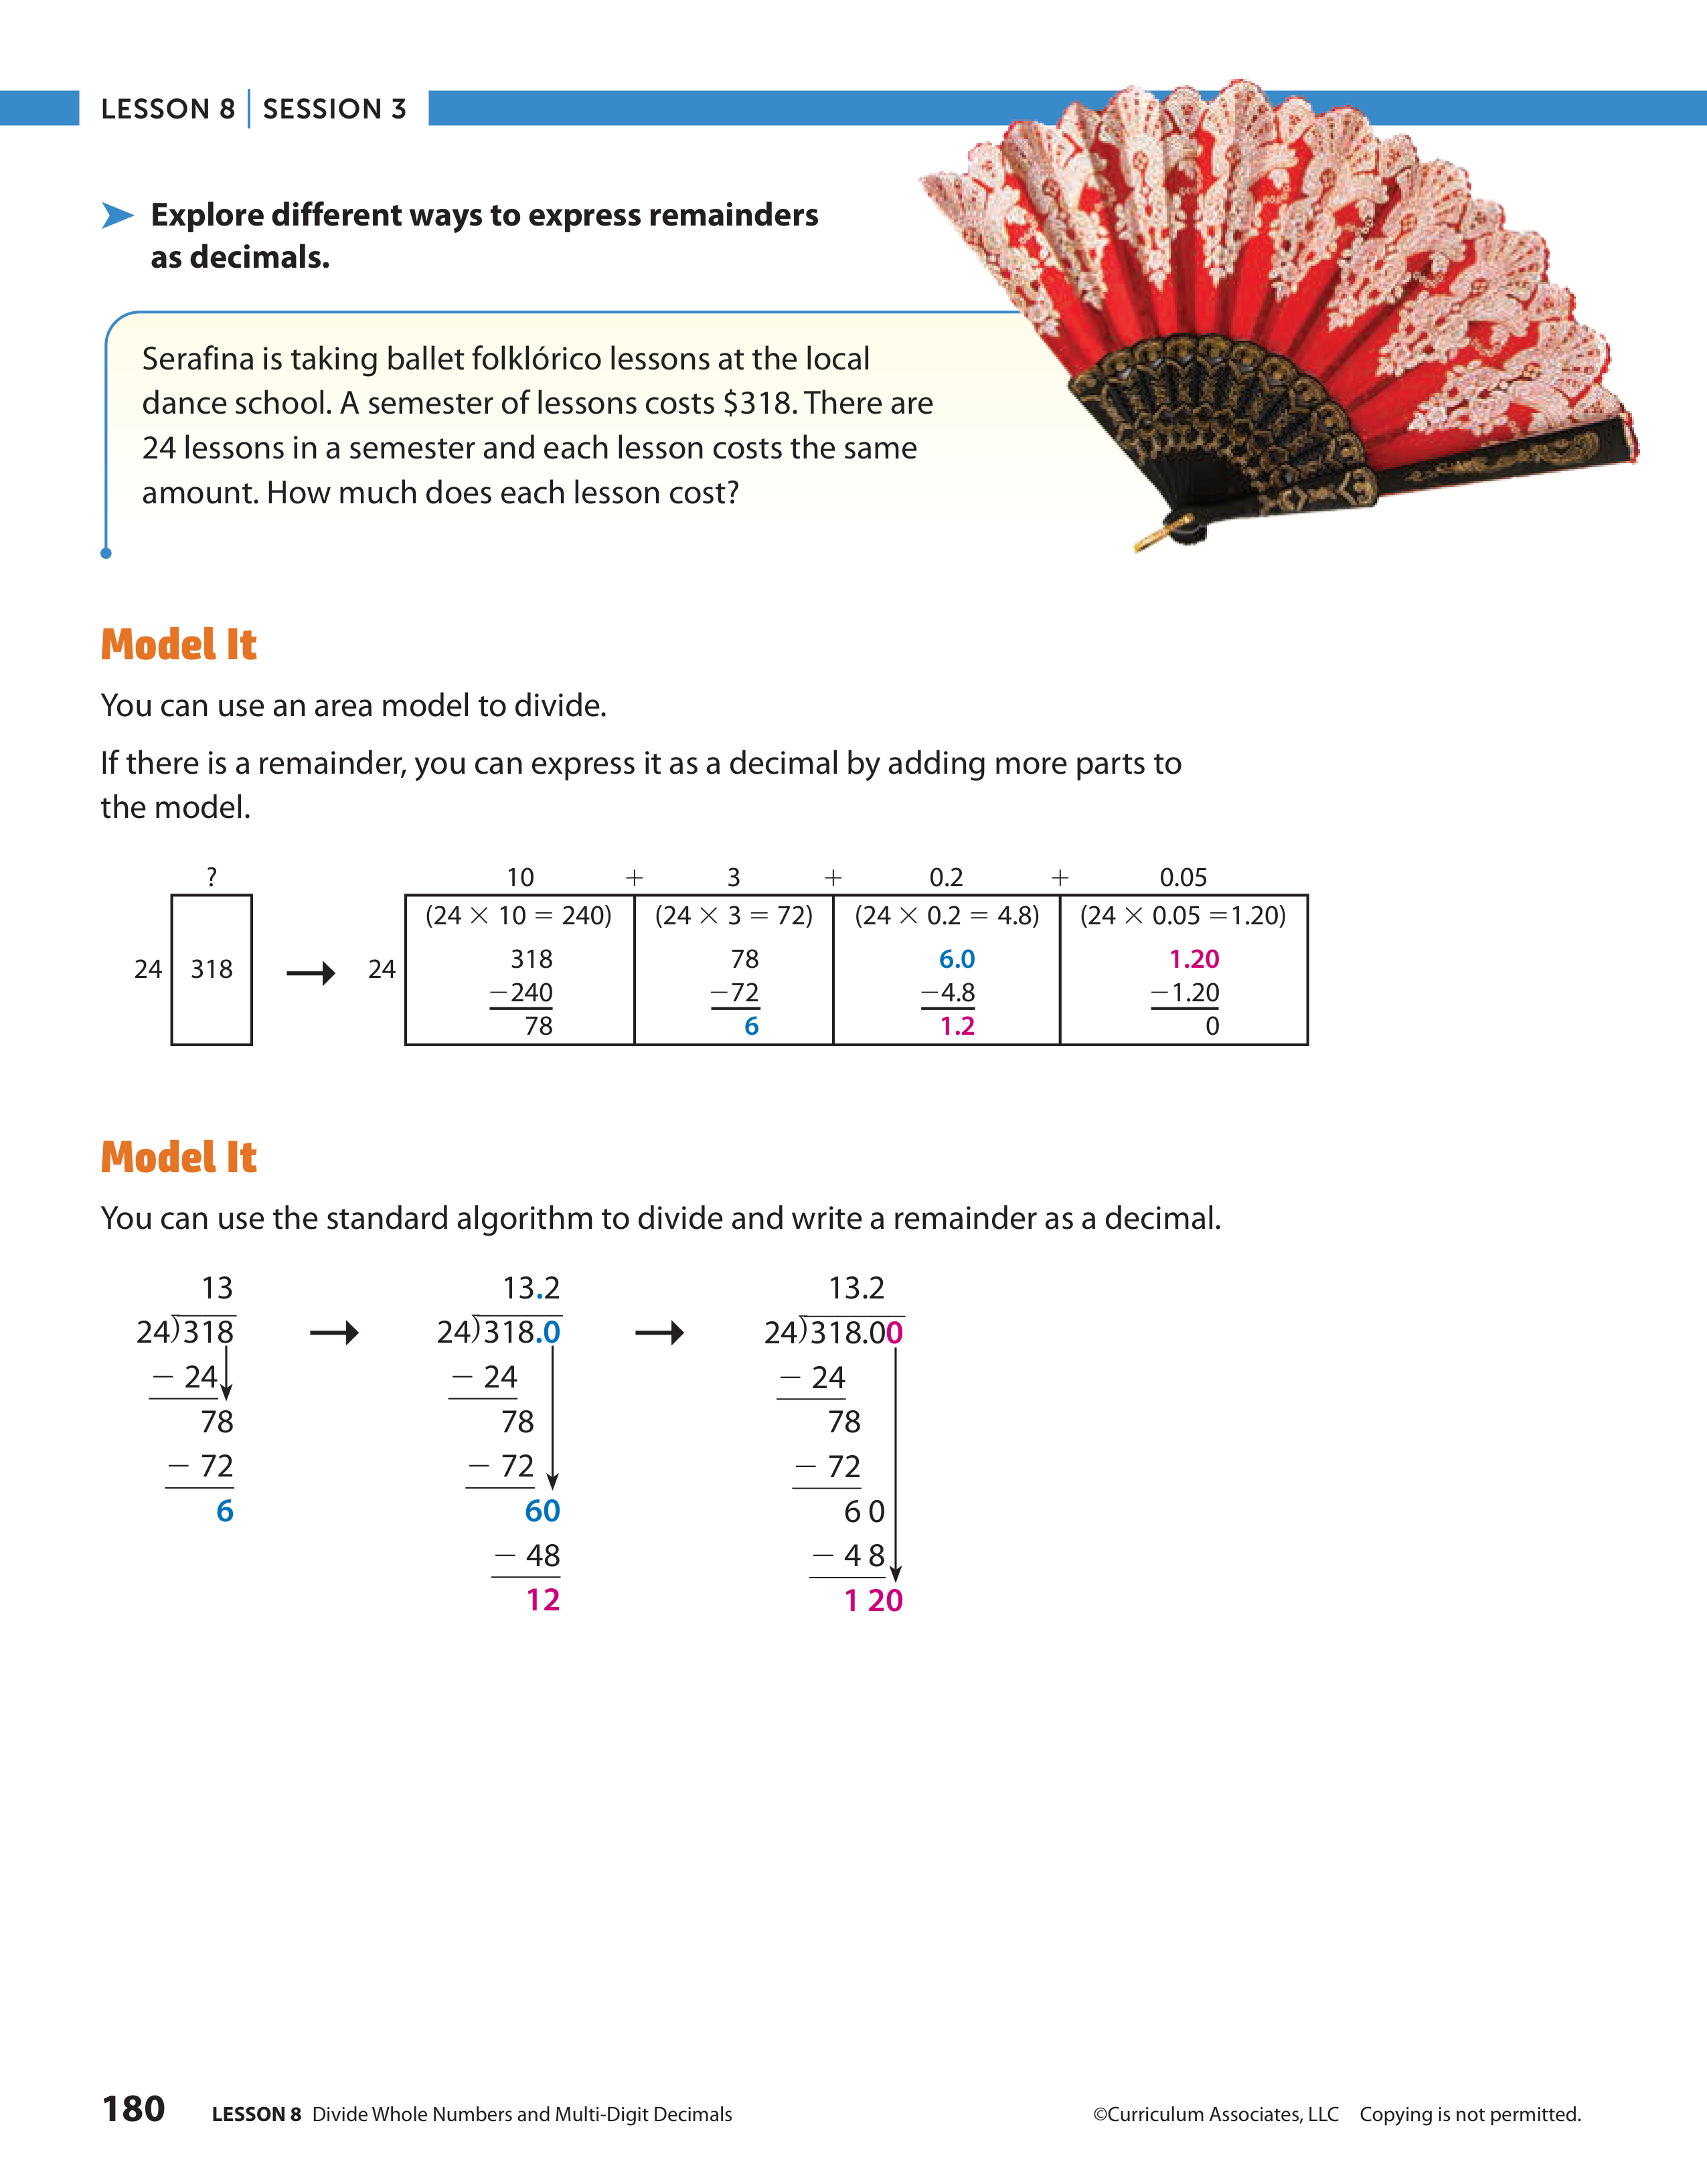 LESSON 8 | SESSION 3
Explore different ways to express remainders
as decimals.
Serafina is taking ballet folklórico lessons at the local
dance school. A semester of lessons costs $318. There are
24 lessons in a semester and each lesson costs the same
amount. How much does each lesson cost?
Model It
You can use an area model to divide.
If there is a remainder, you can express it as a decimal by adding more parts to
the model.
? 10 + 3 + 0.2 + 0.05
(24 × 10 = 240) (24 × 3 = 72) (24 × 0.2 = 4.8) (24 × 0.05 =1.20)
24 318 → 24 318 78 6.0 1.20
−240 −72 −4.8 −1.20
78 6 1.2 0
Model It
You can use the standard algorithm to divide and write a remainder as a decimal.
13 13.2 13.2
24)318 → 24)318.0 → 24)318.00
− 24 − 24 − 24
78 78 78
− 72 − 72 − 72
6 60 6 0
− 48 − 4 8
12 1 20
180 LESSON 8 Divide Whole Numbers and Multi-Digit Decimals ©Curriculum Associates, LLC Copying is not permitted.